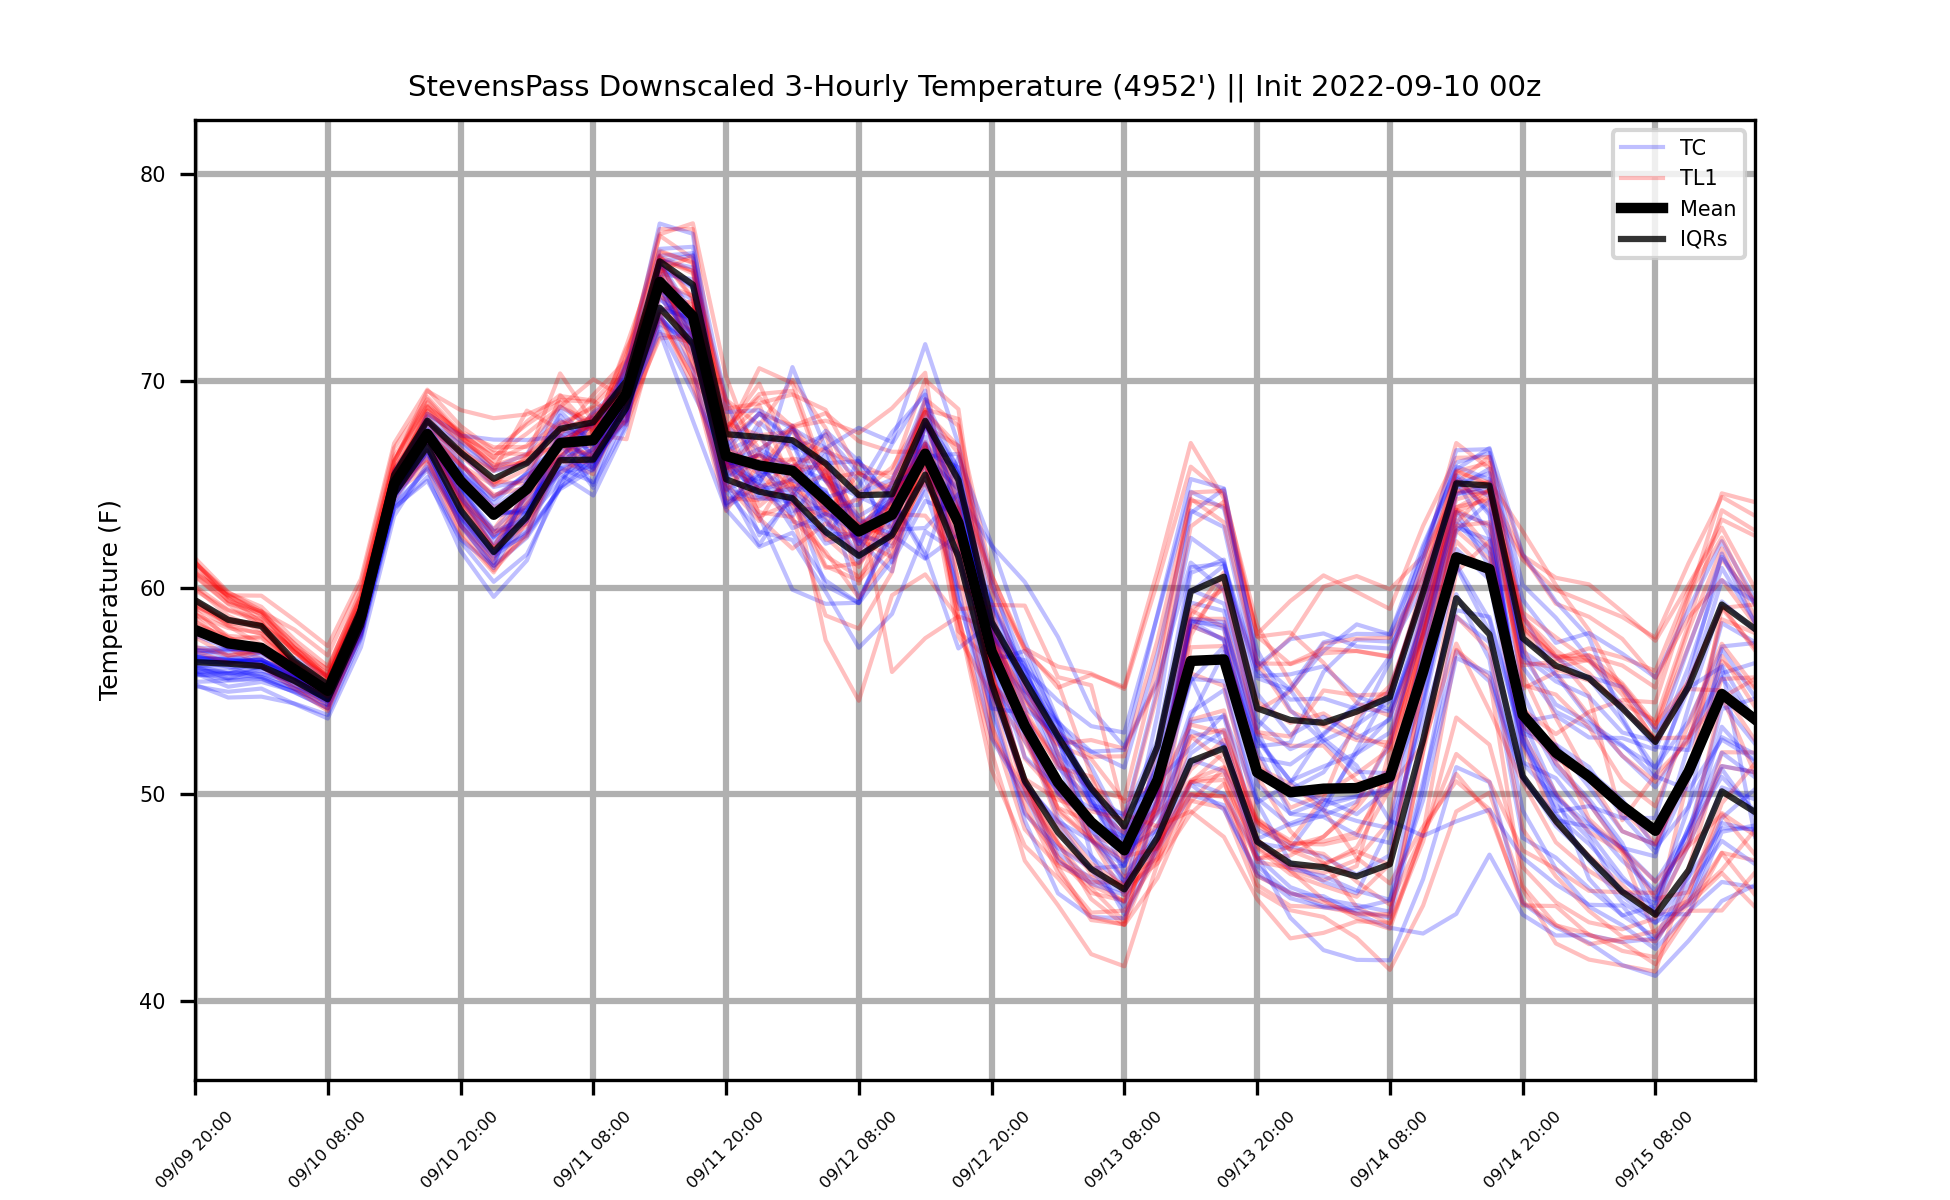 StevensPass Downscaled 3-Hourly Temperature (4952') || Init 2022-09-10 00z
TC
TL1
Mean
IQRs
Temperature (F)
80
70
60
50
40
09/09 20:00
09/10 08:00
09/10 20:00
09/11 08:00
09/11 20:00
09/12 08:00
09/12 20:00
09/13 08:00
09/13 20:00
09/14 08:00
09/14 20:00
09/15 08:00